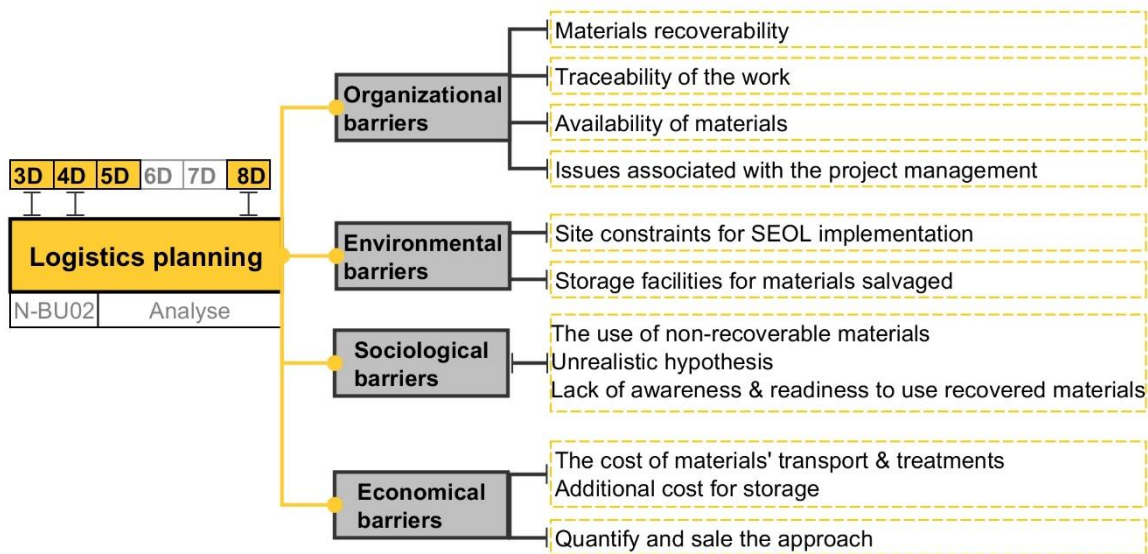 3D 4D 5D 6D 7D 8D
Logistics planning
N-BU02 Analyse
Organizational
barriers
Materials recoverability
Traceability of the work
Availability of materials
Issues associated with the project management
Environmental
barriers
Site constraints for SEOL implementation
Storage facilities for materials salvaged
Sociological
barriers
The use of non-recoverable materials
Unrealistic hypothesis
Lack of awareness & readiness to use recovered materials
Economical
barriers
The cost of materials' transport & treatments
Additional cost for storage
Quantify and sale the approach